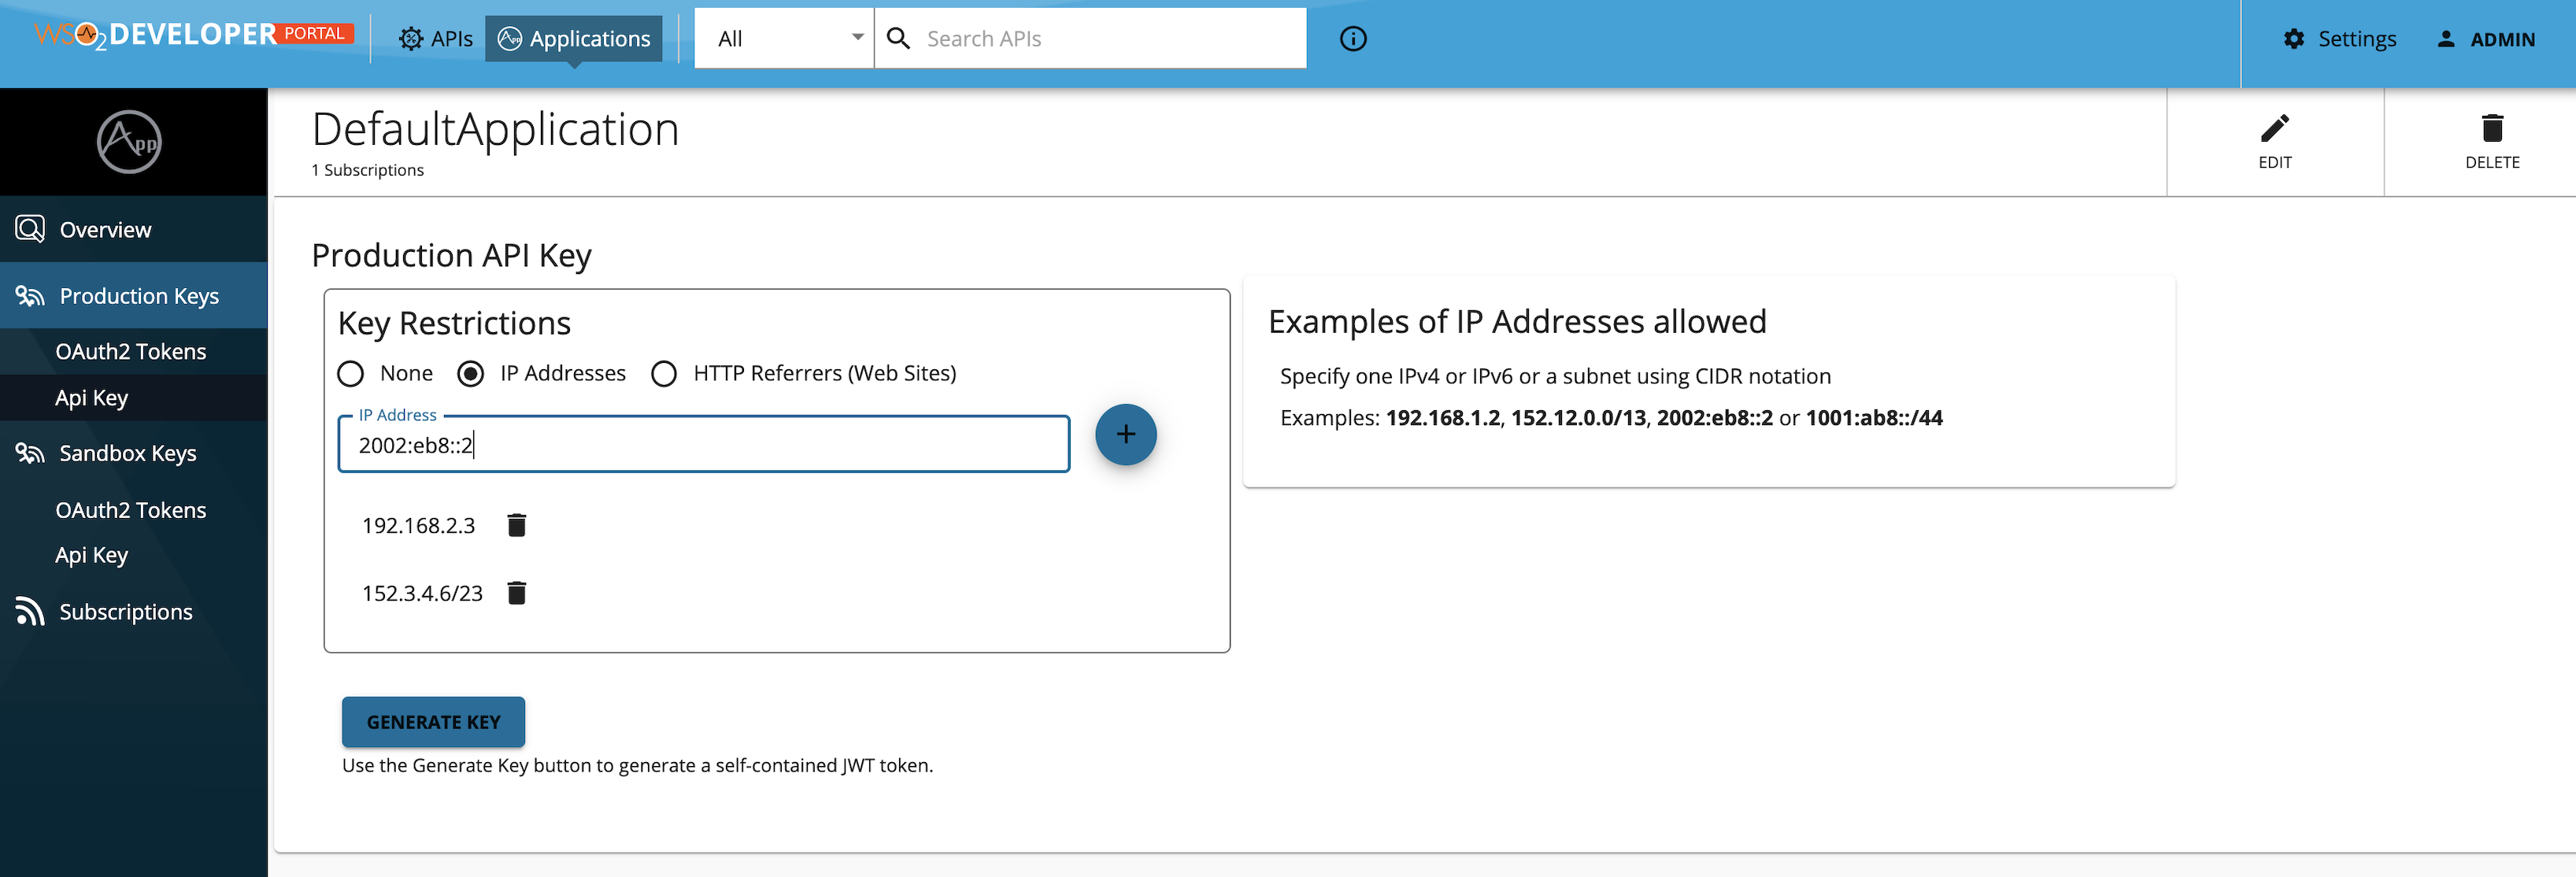 WSO2 DEVELOPER PORTAL
APIs
App Applications
All
Search APIs
Settings
ADMIN
App
DefaultApplication
1 Subscriptions
EDIT
DELETE
Overview
Production Keys
OAuth2 Tokens
Api Key
Sandbox Keys
OAuth2 Tokens
Api Key
Subscriptions
Production API Key
Key Restrictions
None IP Addresses HTTP Referrers (Web Sites)
IP Address
2002:eb8::2
+
192.168.2.3
152.3.4.6/23
GENERATE KEY
Use the Generate Key button to generate a self-contained JWT token.
Examples of IP Addresses allowed
Specify one IPv4 or IPv6 or a subnet using CIDR notation
Examples: 192.168.1.2, 152.12.0.0/13, 2002:eb8::2 or 1001:ab8::/44